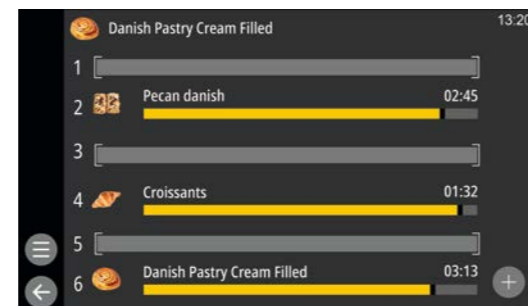 Danish Pastry Cream Filled 13:20
1
2 Pecan danish 02:45
3
4 Croissants 01:32
5
6 Danish Pastry Cream Filled 03:13